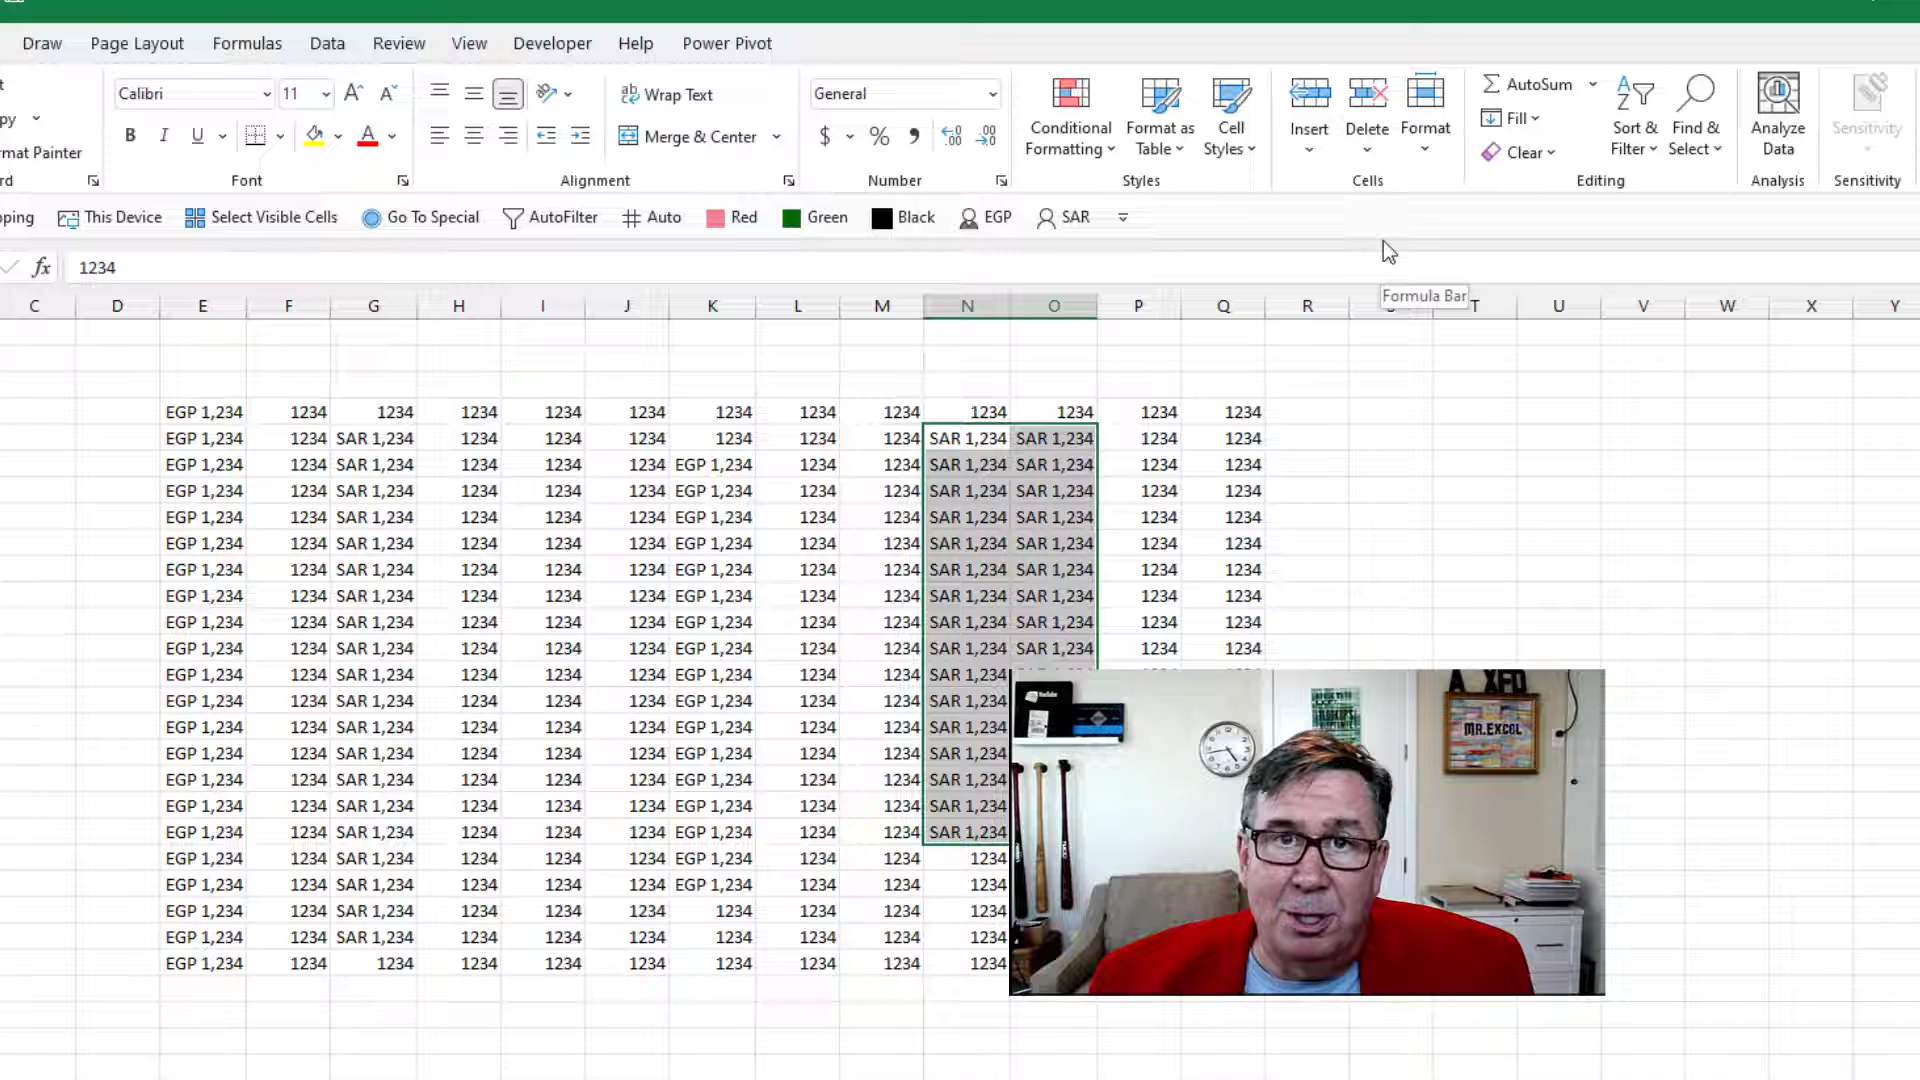 Draw Page Layout Formulas Data Review View Developer Help Power Pivot
Calibri 11 Wrap Text General AutoSum
py Conditional Formatting Format as Table Cell Styles Insert Delete Format Fill Sort & Filter Find & Select Analyze Data Sensitivity
rmat Painter B I U A Merge & Center $ % Clear
rd Font Alignment Number Styles Cells Editing Analysis Sensitivity
pping This Device Select Visible Cells Go To Special AutoFilter Auto Red Green Black EGP SAR
fx 1234
Formula Bar
C D E F G H I J K L M N O P Q R T U V W X Y
EGP 1,234 1234 1234 1234 1234 1234 1234 1234 1234 1234 1234 1234 1234
EGP 1,234 1234 SAR 1,234 1234 1234 1234 1234 1234 1234 SAR 1,234 SAR 1,234 1234 1234
EGP 1,234 1234 SAR 1,234 1234 1234 1234 EGP 1,234 1234 1234 SAR 1,234 SAR 1,234 1234 1234
EGP 1,234 1234 SAR 1,234 1234 1234 1234 EGP 1,234 1234 1234 SAR 1,234 SAR 1,234 1234 1234
EGP 1,234 1234 SAR 1,234 1234 1234 1234 EGP 1,234 1234 1234 SAR 1,234 SAR 1,234 1234 1234
EGP 1,234 1234 SAR 1,234 1234 1234 1234 EGP 1,234 1234 1234 SAR 1,234 SAR 1,234 1234 1234
EGP 1,234 1234 SAR 1,234 1234 1234 1234 EGP 1,234 1234 1234 SAR 1,234 SAR 1,234 1234 1234
EGP 1,234 1234 SAR 1,234 1234 1234 1234 EGP 1,234 1234 1234 SAR 1,234 SAR 1,234 1234 1234
EGP 1,234 1234 SAR 1,234 1234 1234 1234 EGP 1,234 1234 1234 SAR 1,234 SAR 1,234 1234 1234
EGP 1,234 1234 SAR 1,234 1234 1234 1234 EGP 1,234 1234 1234 SAR 1,234 SAR 1,234 1234 1234
EGP 1,234 1234 SAR 1,234 1234 1234 1234 EGP 1,234 1234 1234 SAR 1,234
EGP 1,234 1234 SAR 1,234 1234 1234 1234 EGP 1,234 1234 1234 SAR 1,234
EGP 1,234 1234 SAR 1,234 1234 1234 1234 EGP 1,234 1234 1234 SAR 1,234
EGP 1,234 1234 SAR 1,234 1234 1234 1234 EGP 1,234 1234 1234 SAR 1,234
EGP 1,234 1234 SAR 1,234 1234 1234 1234 EGP 1,234 1234 1234 SAR 1,234
EGP 1,234 1234 SAR 1,234 1234 1234 1234 EGP 1,234 1234 1234 SAR 1,234
EGP 1,234 1234 SAR 1,234 1234 1234 1234 EGP 1,234 1234 1234 SAR 1,234
EGP 1,234 1234 SAR 1,234 1234 1234 1234 EGP 1,234 1234 1234 1234
EGP 1,234 1234 SAR 1,234 1234 1234 1234 EGP 1,234 1234 1234 1234
EGP 1,234 1234 SAR 1,234 1234 1234 1234 1234 1234 1234 1234
EGP 1,234 1234 SAR 1,234 1234 1234 1234 1234 1234 1234 1234
EGP 1,234 1234 1234 1234 1234 1234 1234 1234 1234 1234
YouTube
A XFD
MR.EXCEL